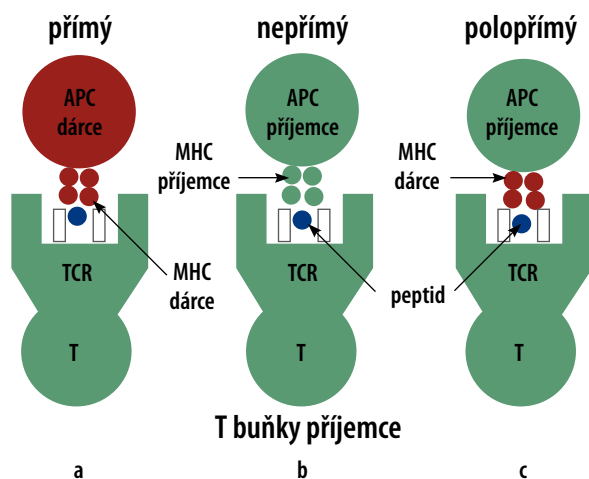 přímý
nepřímý
polopřímý
APC
dárce
APC
příjemce
APC
příjemce
MHC
příjemce
MHC
dárce
TCR
MHC
dárce
TCR
peptid
TCR
T
T
T
T buňky příjemce
a
b
c